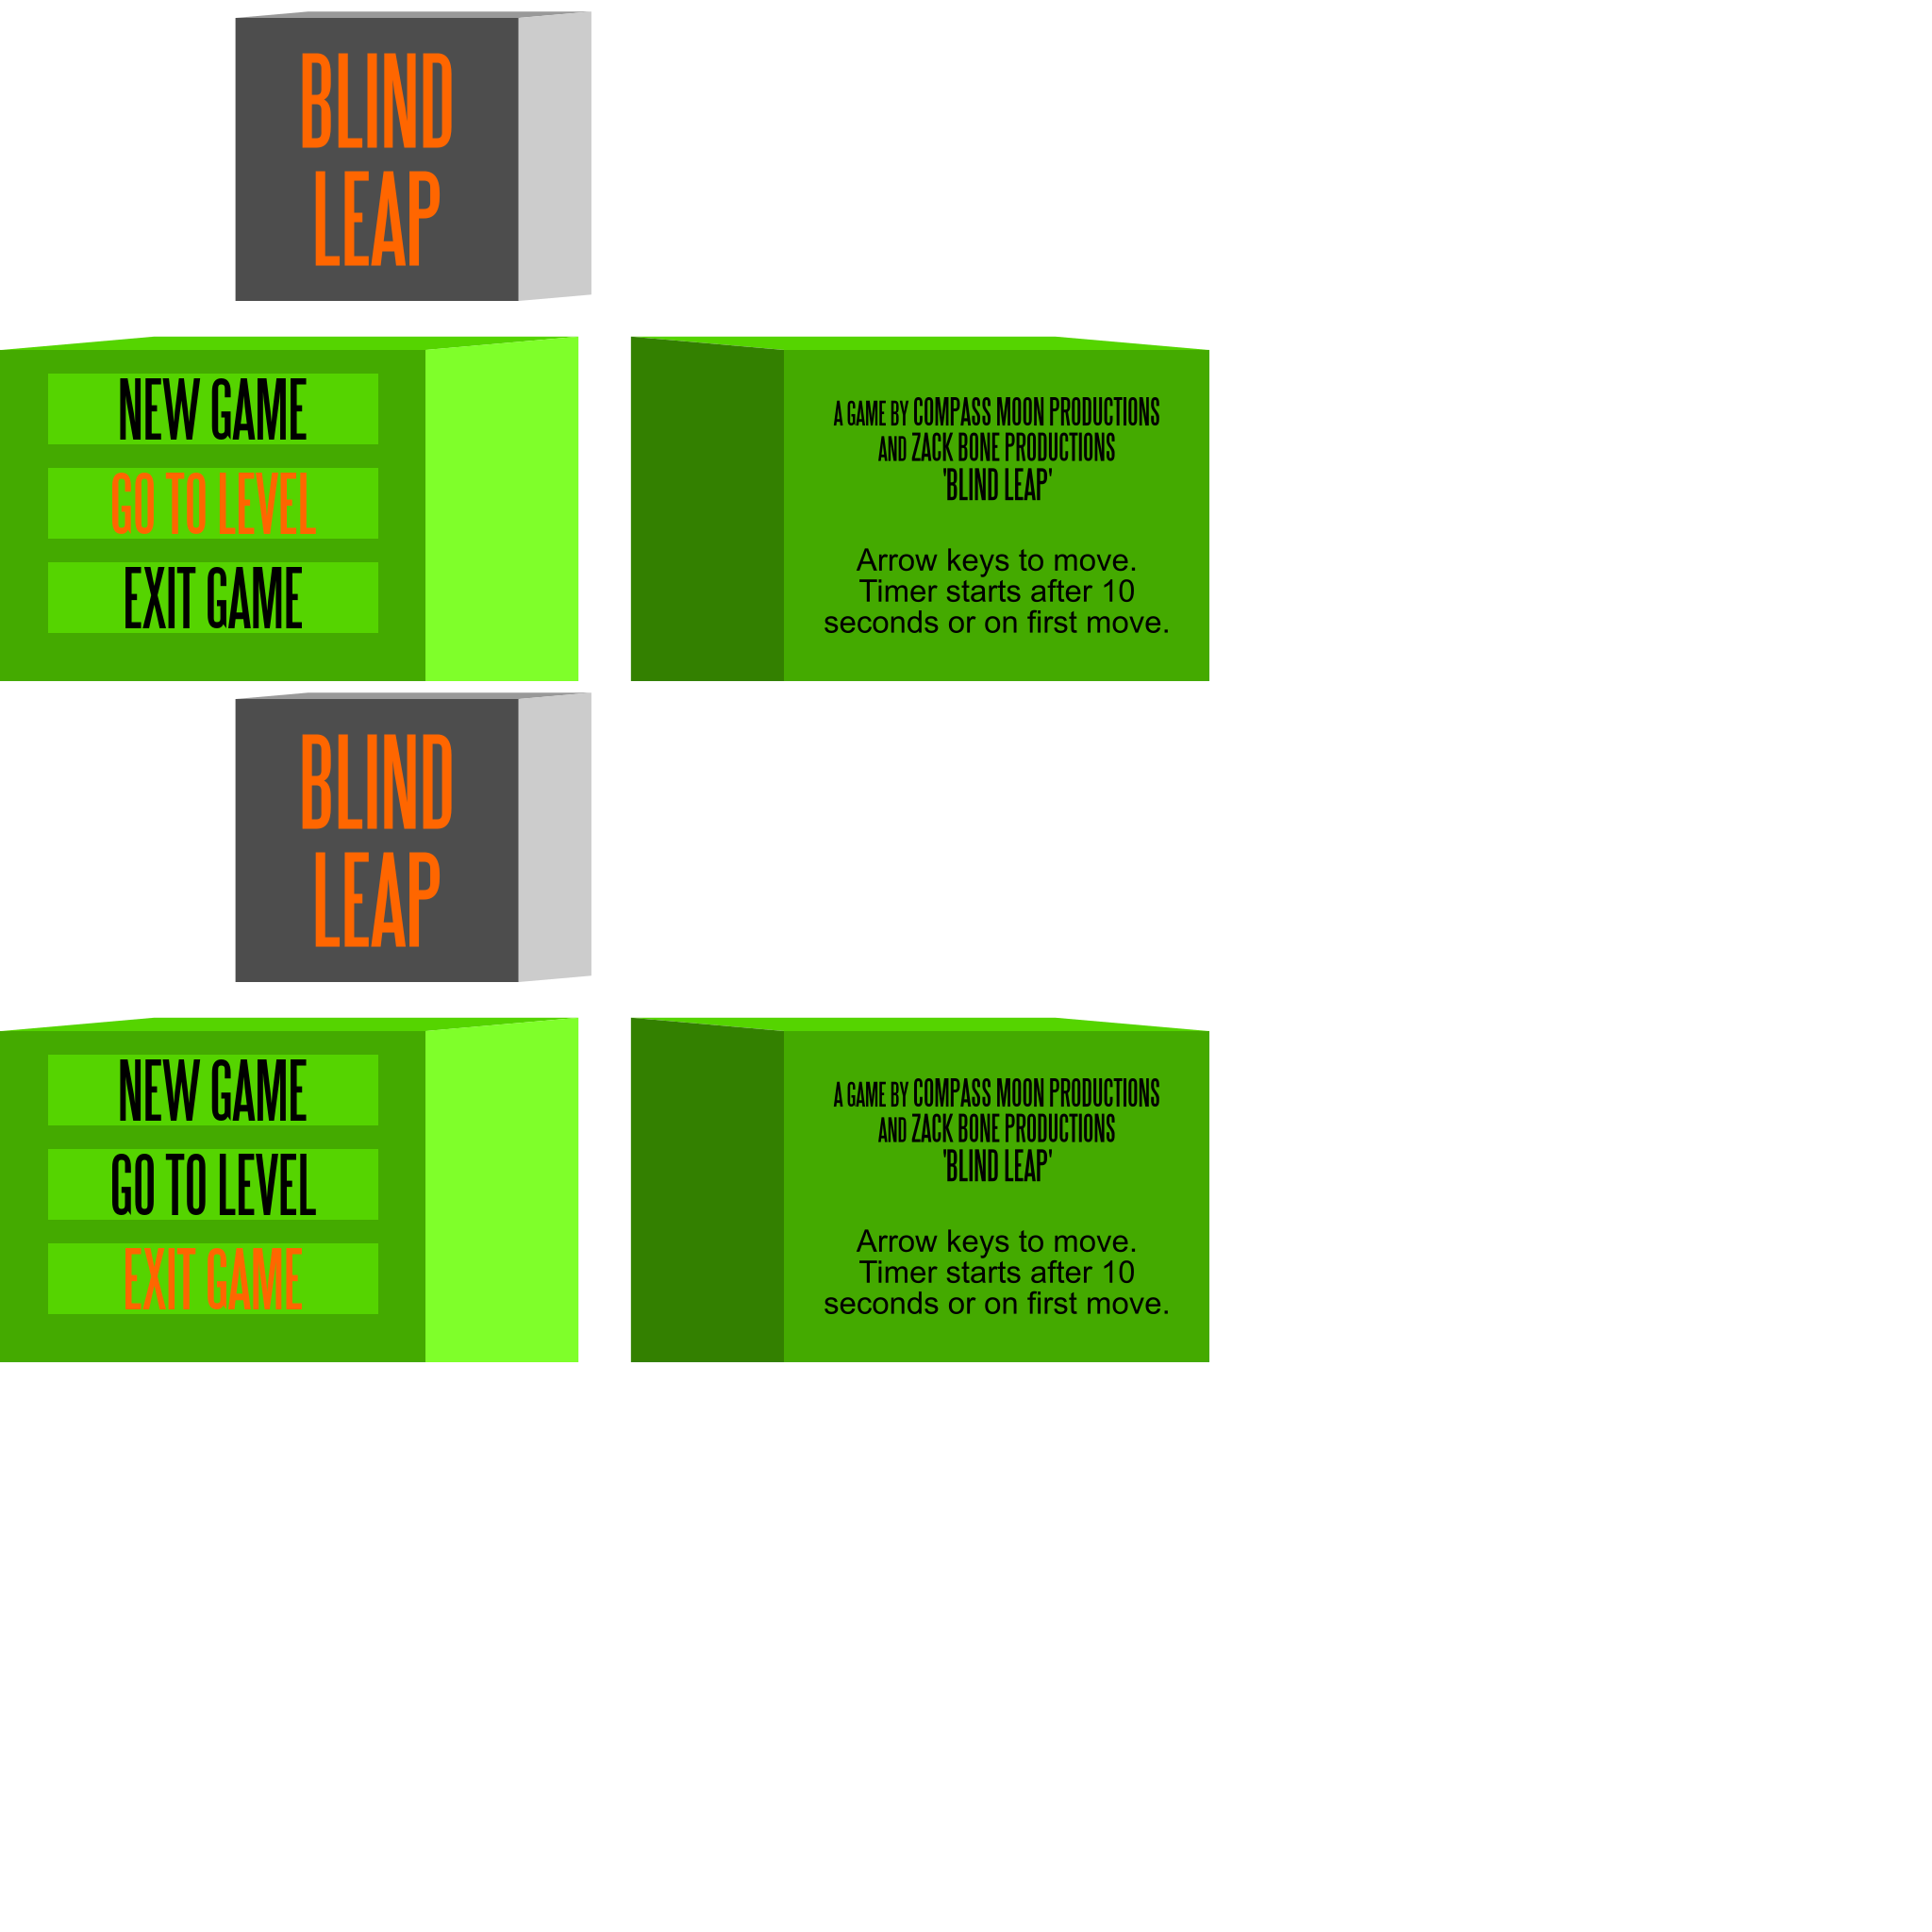 BLIND
LEAP
NEW GAME
GO TO LEVEL
EXIT GAME
A GAME BY COMPASS MOON PRODUCTIONS
AND ZACK BONE PRODUCTIONS
'BLIND LEAP'
Arrow keys to move.
Timer starts after 10
seconds or on first move.
BLIND
LEAP
NEW GAME
GO TO LEVEL
EXIT GAME
A GAME BY COMPASS MOON PRODUCTIONS
AND ZACK BONE PRODUCTIONS
'BLIND LEAP'
Arrow keys to move.
Timer starts after 10
seconds or on first move.